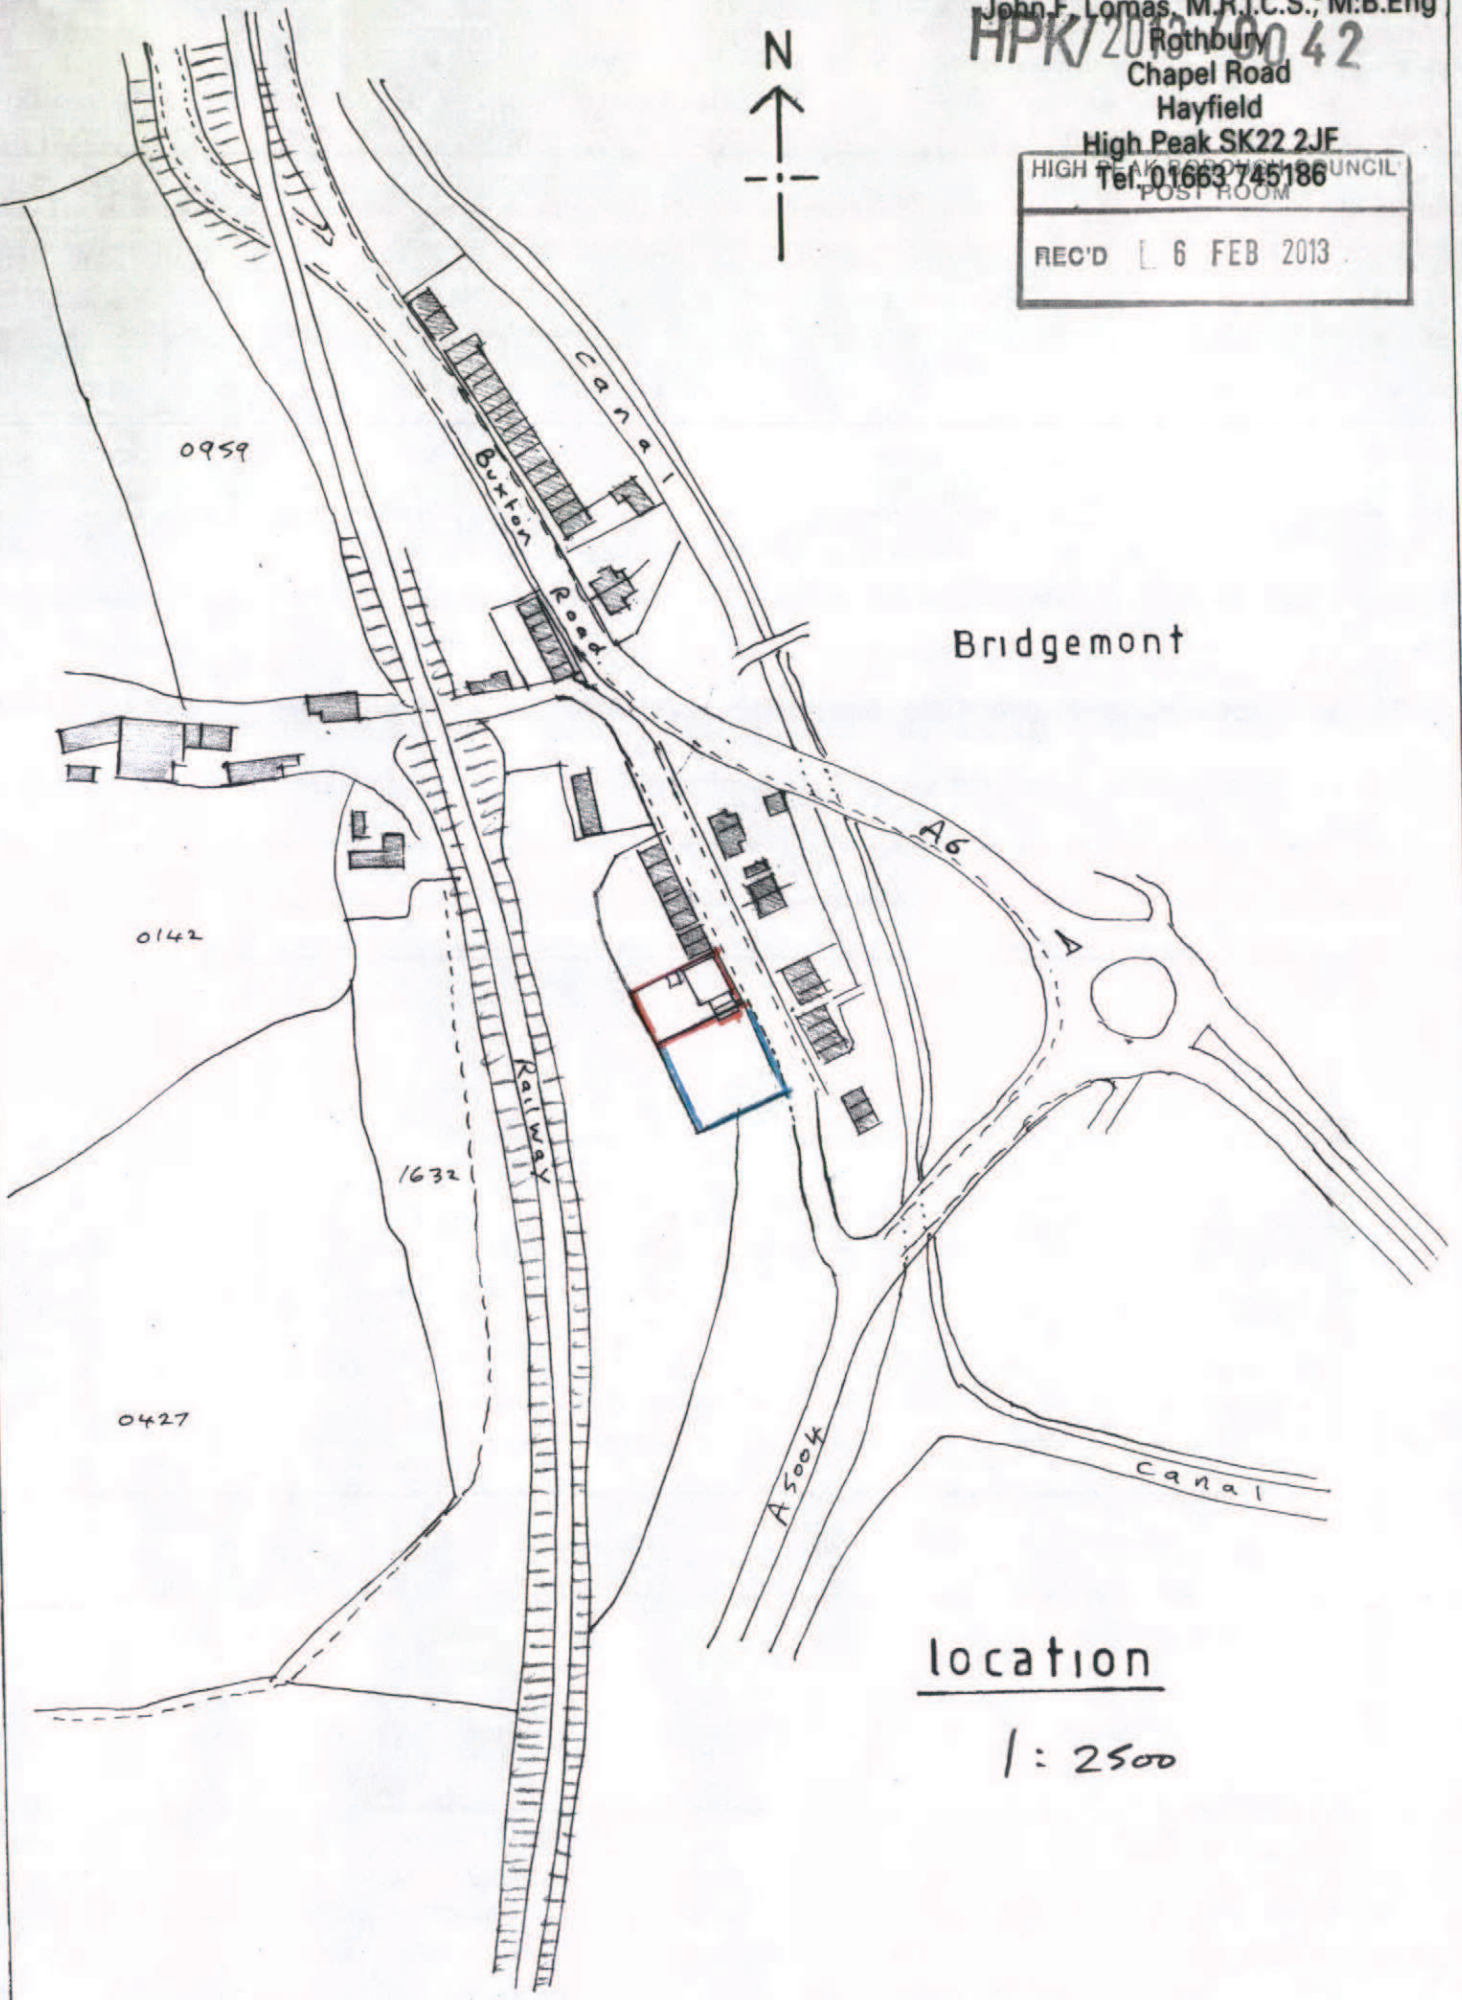 John F. Lomas, M.R.I.C.S., M.B.Eng
HPK/2013/0042
Rothbury
Chapel Road
Hayfield
High Peak SK22 2JF
Tel. 01663 745186
HIGH PEAK BOROUGH COUNCIL
POST ROOM
REC'D 6 FEB 2013
N
canal
0959
Buxton Road
Bridgemont
A6
0142
Railway
1632
0427
A5004
canal
location
1:2500